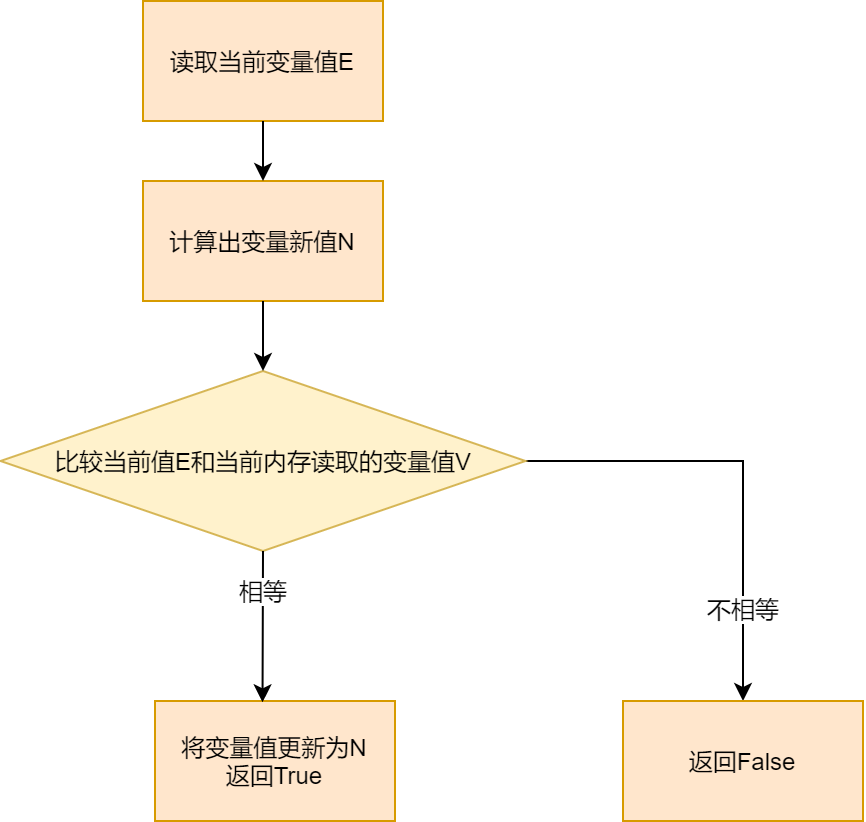 读取当前变量值E
计算出变量新值N
比较当前值E和当前内存读取的变量值V
相等
不相等
将变量值更新为N
返回True
返回False